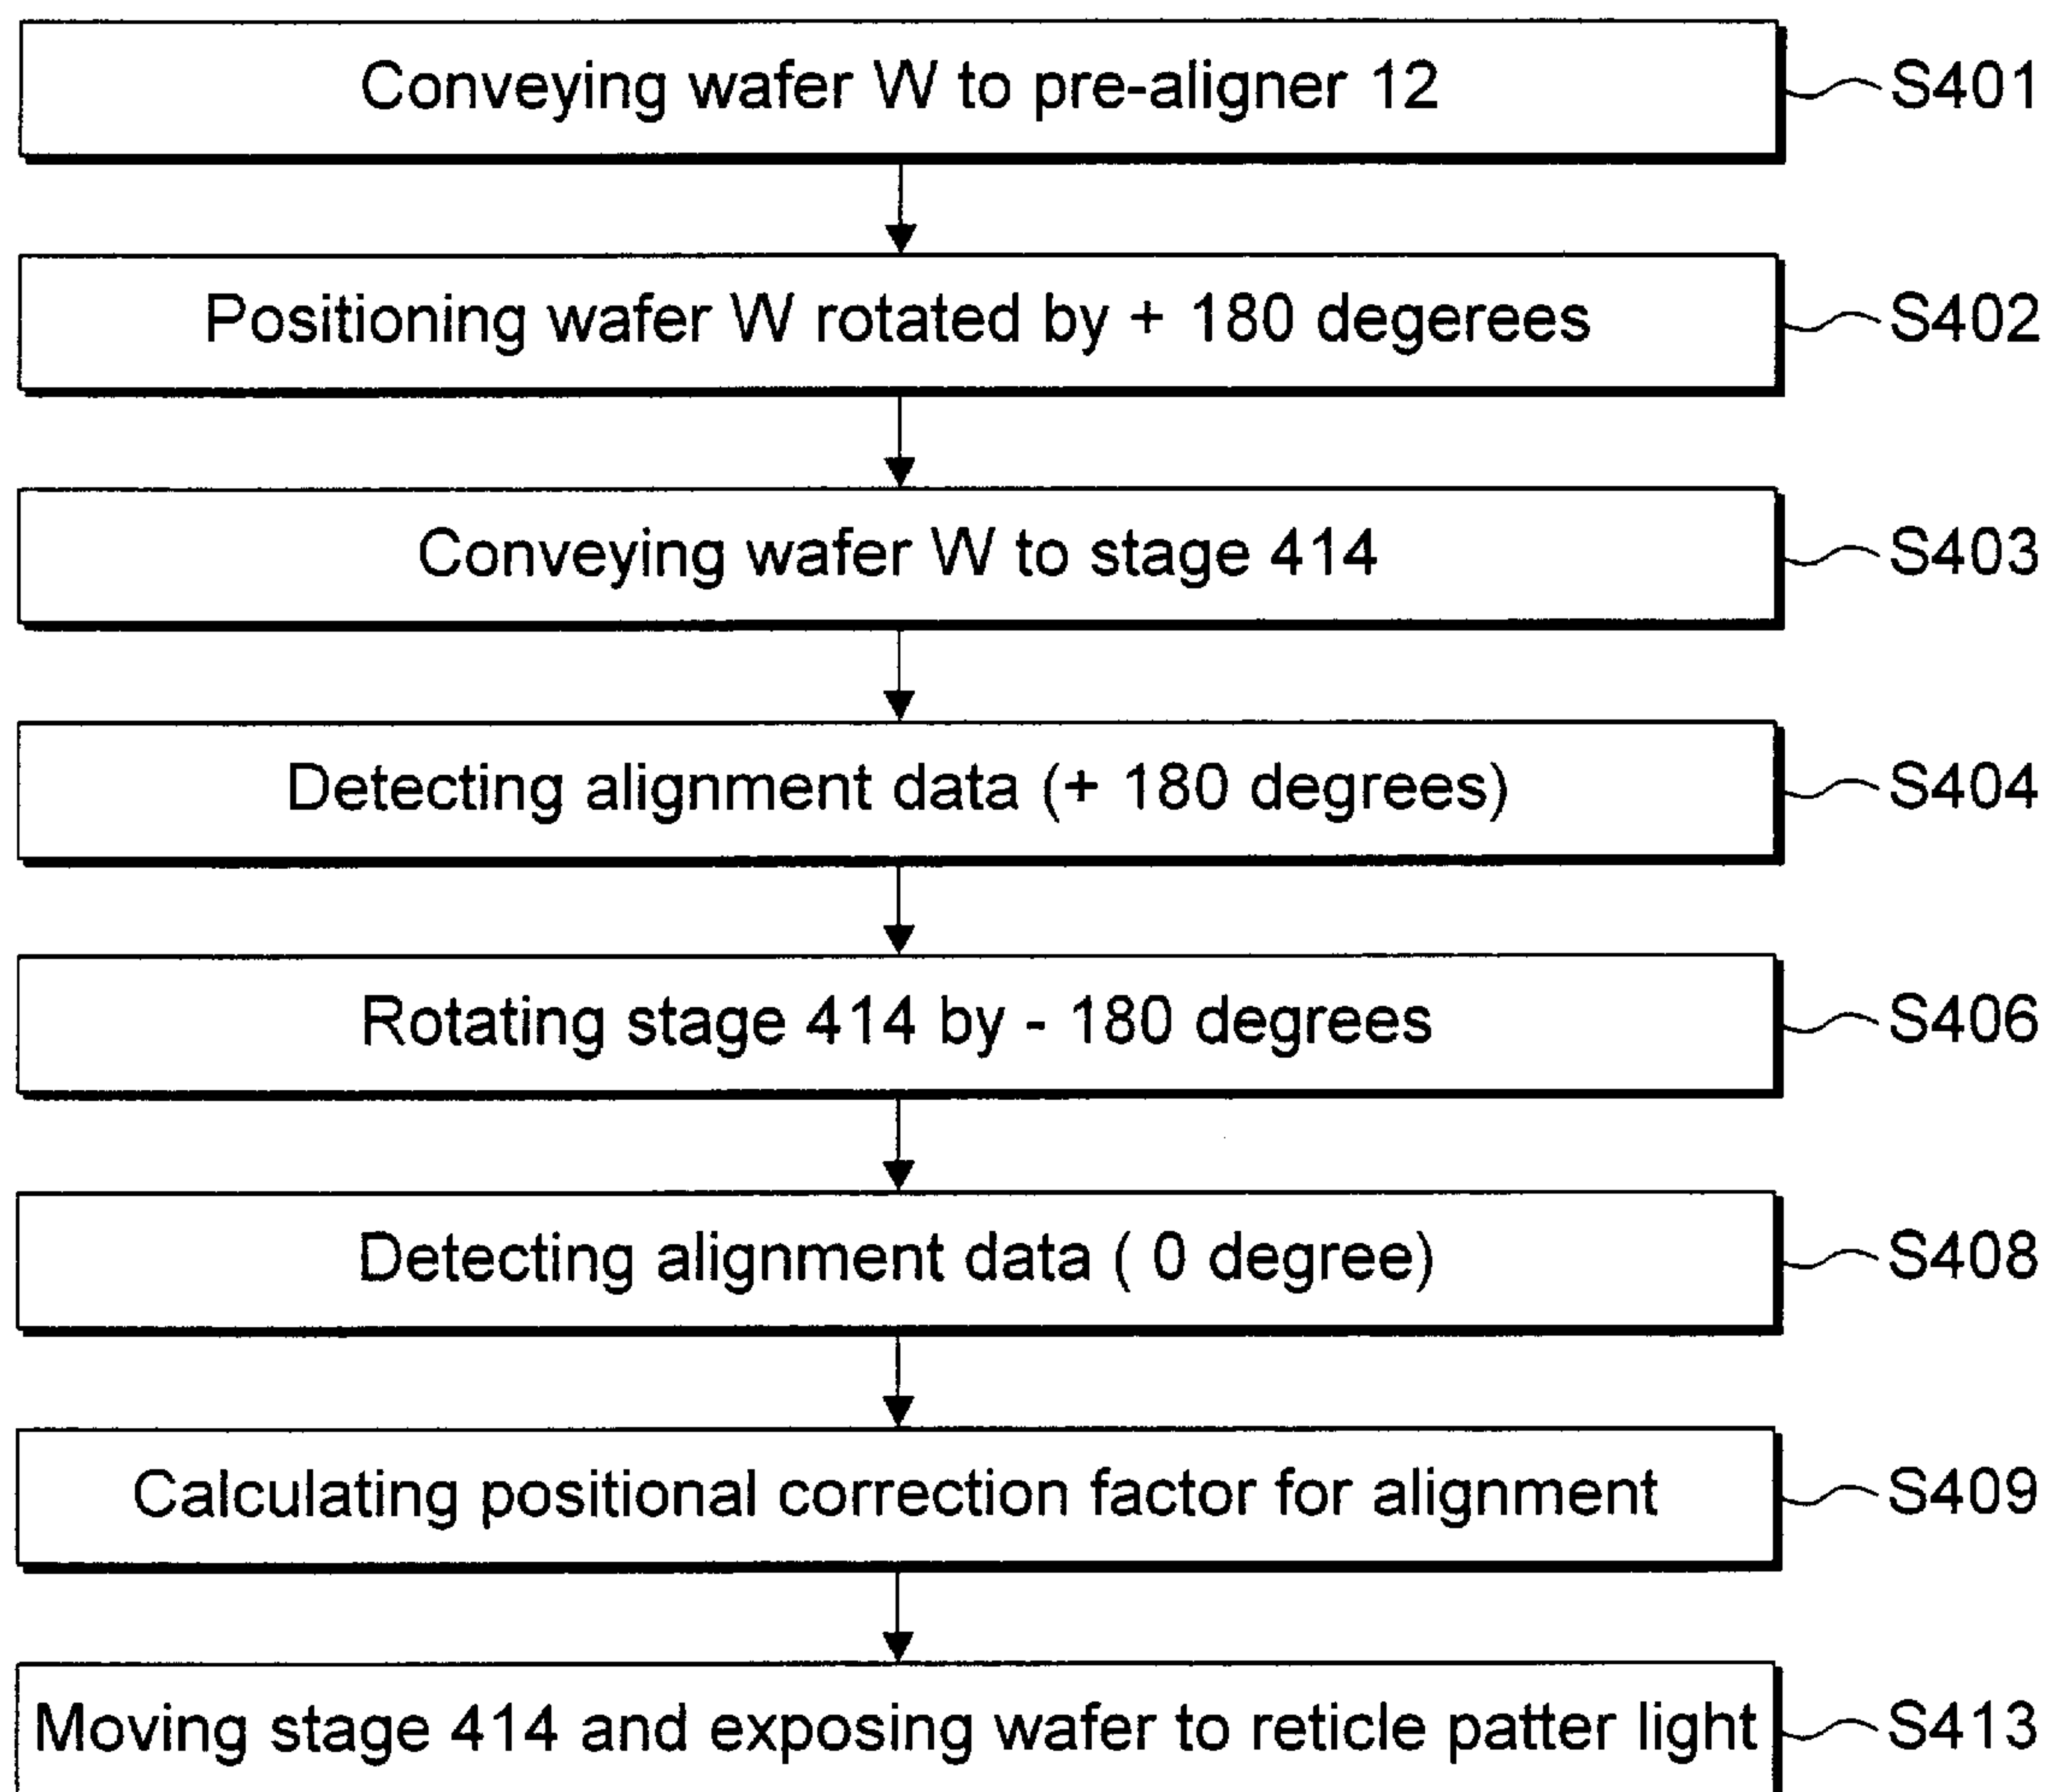 Conveying wafer W to pre-aligner 12 S401
Positioning wafer W rotated by + 180 degerees S402
Conveying wafer W to stage 414 S403
Detecting alignment data (+ 180 degrees) S404
Rotating stage 414 by - 180 degrees S406
Detecting alignment data ( 0 degree) S408
Calculating positional correction factor for alignment S409
Moving stage 414 and exposing wafer to reticle patter light S413